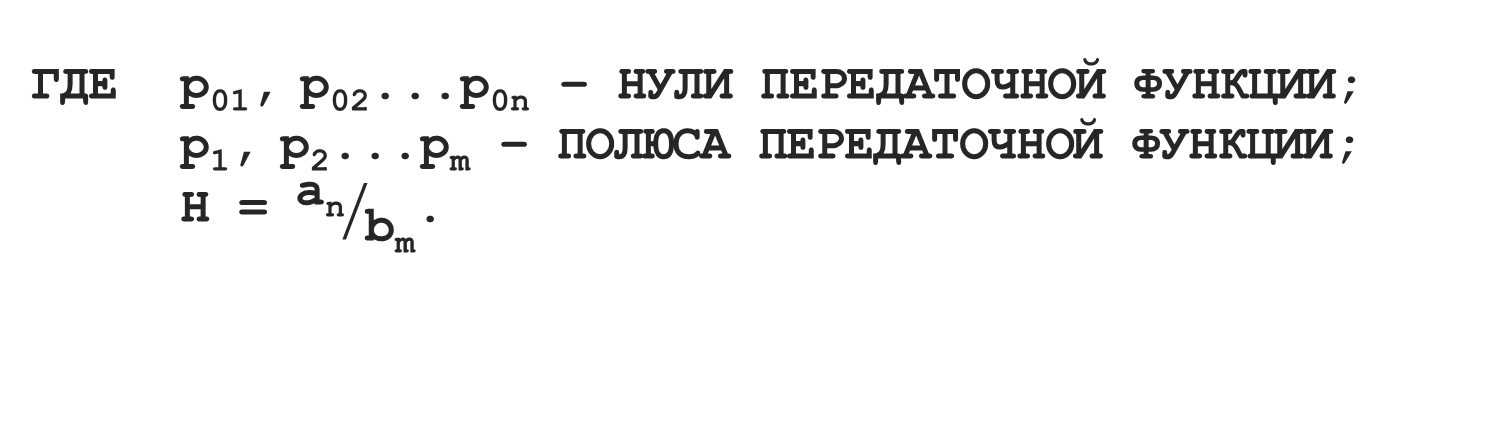 ГДЕ p₀₁, p₀₂...p₀ₙ – НУЛИ ПЕРЕДАТОЧНОЙ ФУНКЦИИ;
p₁, p₂...pₘ – ПОЛЮСА ПЕРЕДАТОЧНОЙ ФУНКЦИИ;
H = aₙ/bₘ.